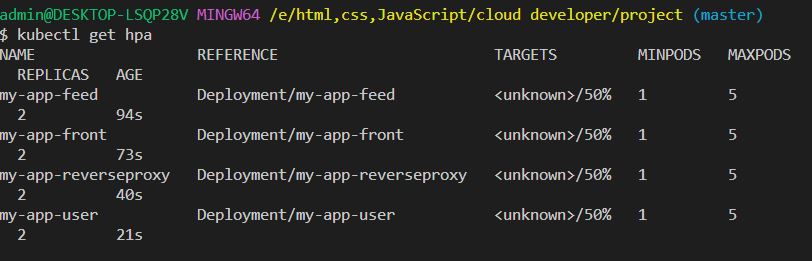 admin@DESKTOP-LSQP28V MINGW64 /e/html,css,JavaScript/cloud developer/project (master)
$ kubectl get hpa
NAME REFERENCE TARGETS MINPODS MAXPODS
REPLICAS AGE
my-app-feed Deployment/my-app-feed <unknown>/50% 1 5
2 94s
my-app-front Deployment/my-app-front <unknown>/50% 1 5
2 73s
my-app-reverseproxy Deployment/my-app-reverseproxy <unknown>/50% 1 5
2 40s
my-app-user Deployment/my-app-user <unknown>/50% 1 5
2 21s